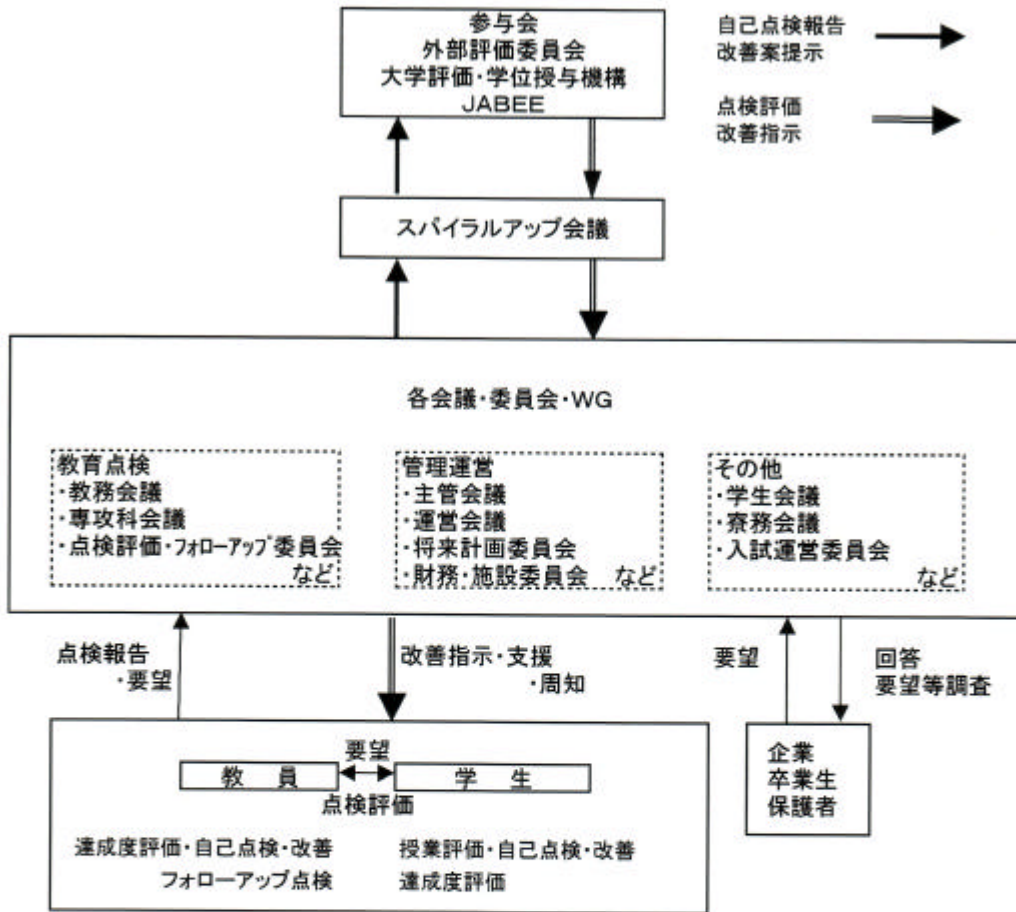 参与会
外部評価委員会
大学評価・学位授与機構
JABEE
自己点検報告
改善案提示
点検評価
改善指示
スパイラルアップ会議
各会議・委員会・WG
教育点検
・教務会議
・専攻科会議
・点検評価・フォローアップ委員会
など
管理運営
・主管会議
・運営会議
・将来計画委員会
・財務・施設委員会 など
その他
・学生会議
・寮務会議
・入試運営委員会
など
点検報告
・要望
改善指示・支援
・周知
要望
回答
要望等調査
要望
教 員
学 生
点検評価
達成度評価・自己点検・改善
フォローアップ点検
授業評価・自己点検・改善
達成度評価
企業
卒業生
保護者